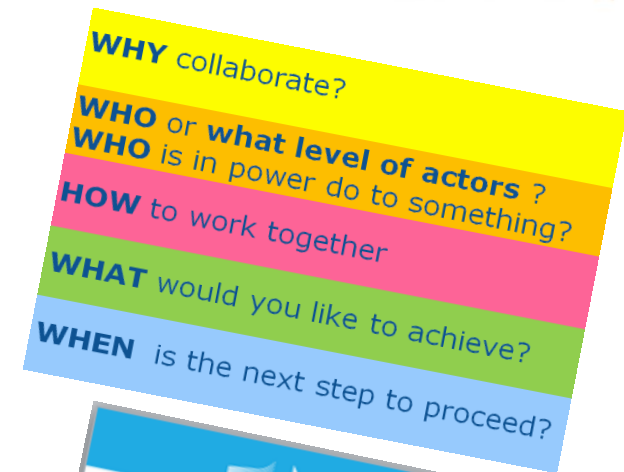 WHY collaborate?
WHO or what level of actors ?
WHO is in power do to something?
HOW to work together
WHAT would you like to achieve?
WHEN is the next step to proceed?